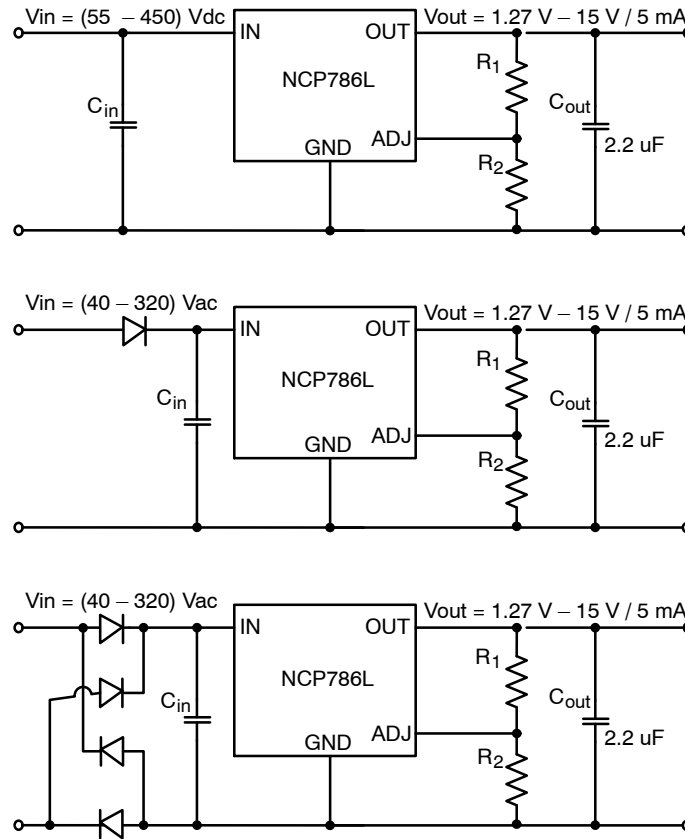 Vin = (55 – 450) Vdc
Vout = 1.27 V – 15 V / 5 mA
IN
OUT
NCP786L
R1
Cin
Cout
ADJ
GND
2.2 uF
R2
Vin = (40 – 320) Vac
Vout = 1.27 V – 15 V / 5 mA
IN
OUT
NCP786L
R1
Cin
Cout
ADJ
GND
2.2 uF
R2
Vin = (40 – 320) Vac
Vout = 1.27 V – 15 V / 5 mA
IN
OUT
NCP786L
R1
Cin
Cout
ADJ
GND
2.2 uF
R2